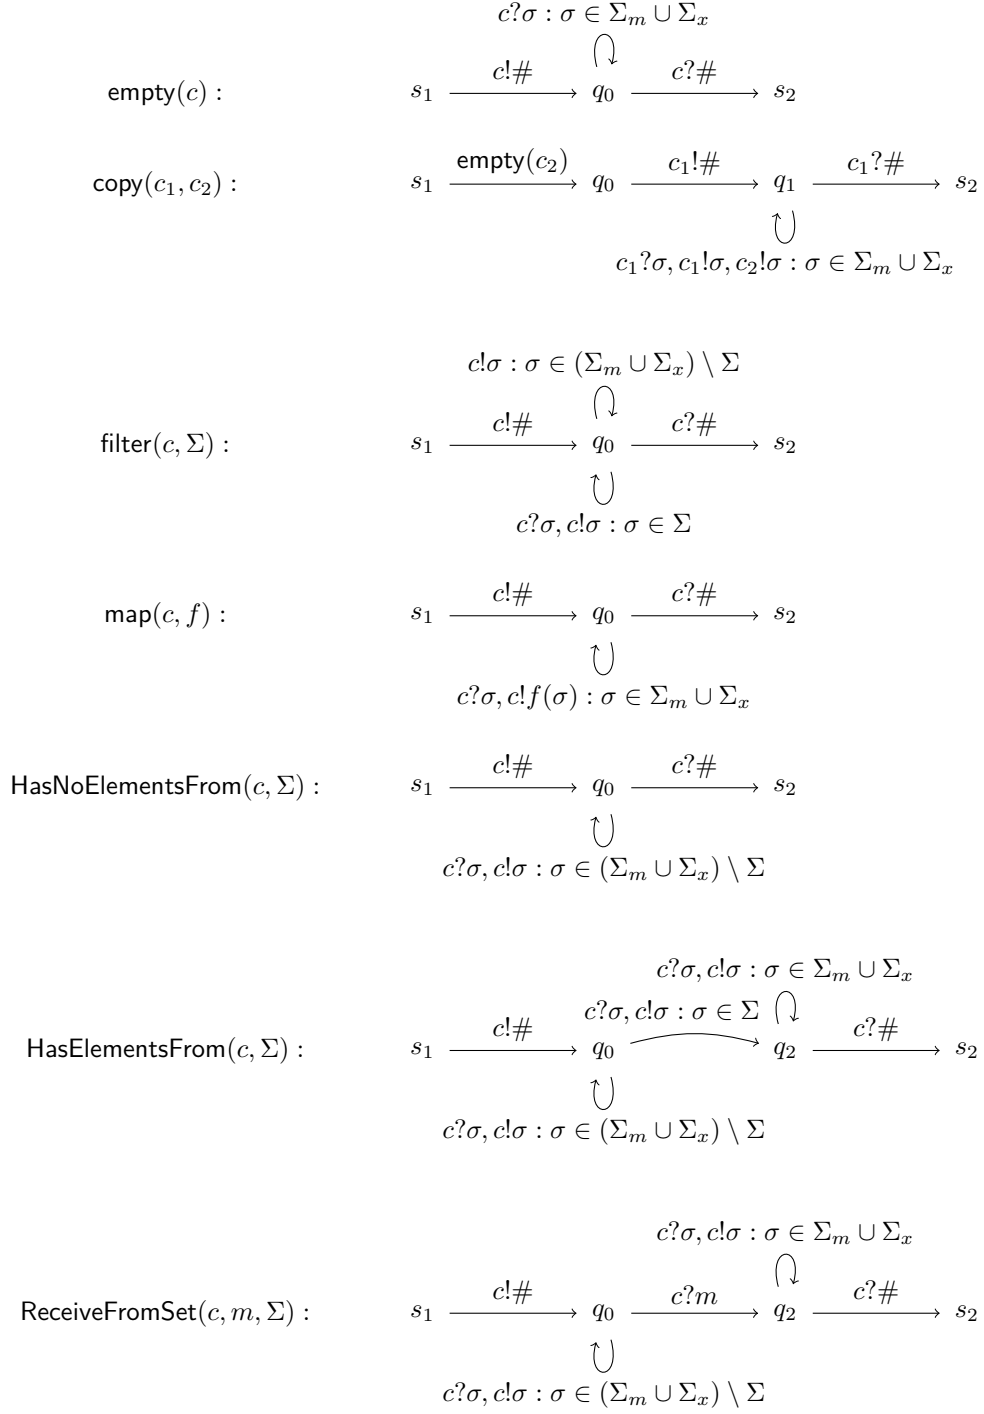 c?σ : σ ∈ Σ_m ∪ Σ_x
empty(c) : s_1 c!# q_0 c?# s_2
copy(c_1, c_2) : s_1 empty(c_2) q_0 c_1!# q_1 c_1?# s_2
c_1?σ, c_1!σ, c_2!σ : σ ∈ Σ_m ∪ Σ_x
c!σ : σ ∈ (Σ_m ∪ Σ_x) \ Σ
filter(c, Σ) : s_1 c!# q_0 c?# s_2
c?σ, c!σ : σ ∈ Σ
map(c, f) : s_1 c!# q_0 c?# s_2
c?σ, c!f(σ) : σ ∈ Σ_m ∪ Σ_x
HasNoElementsFrom(c, Σ) : s_1 c!# q_0 c?# s_2
c?σ, c!σ : σ ∈ (Σ_m ∪ Σ_x) \ Σ
c?σ, c!σ : σ ∈ Σ_m ∪ Σ_x
c?σ, c!σ : σ ∈ Σ
HasElementsFrom(c, Σ) : s_1 c!# q_0 q_2 c?# s_2
c?σ, c!σ : σ ∈ (Σ_m ∪ Σ_x) \ Σ
c?σ, c!σ : σ ∈ Σ_m ∪ Σ_x
ReceiveFromSet(c, m, Σ) : s_1 c!# q_0 c?m q_2 c?# s_2
c?σ, c!σ : σ ∈ (Σ_m ∪ Σ_x) \ Σ